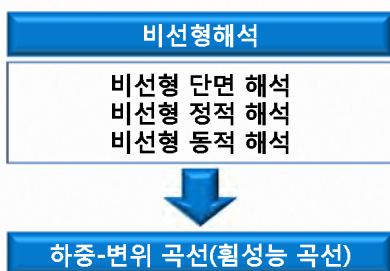 비선형해석
비선형 단면 해석
비선형 정적 해석
비선형 동적 해석
하중-변위 곡선(휨성능 곡선)